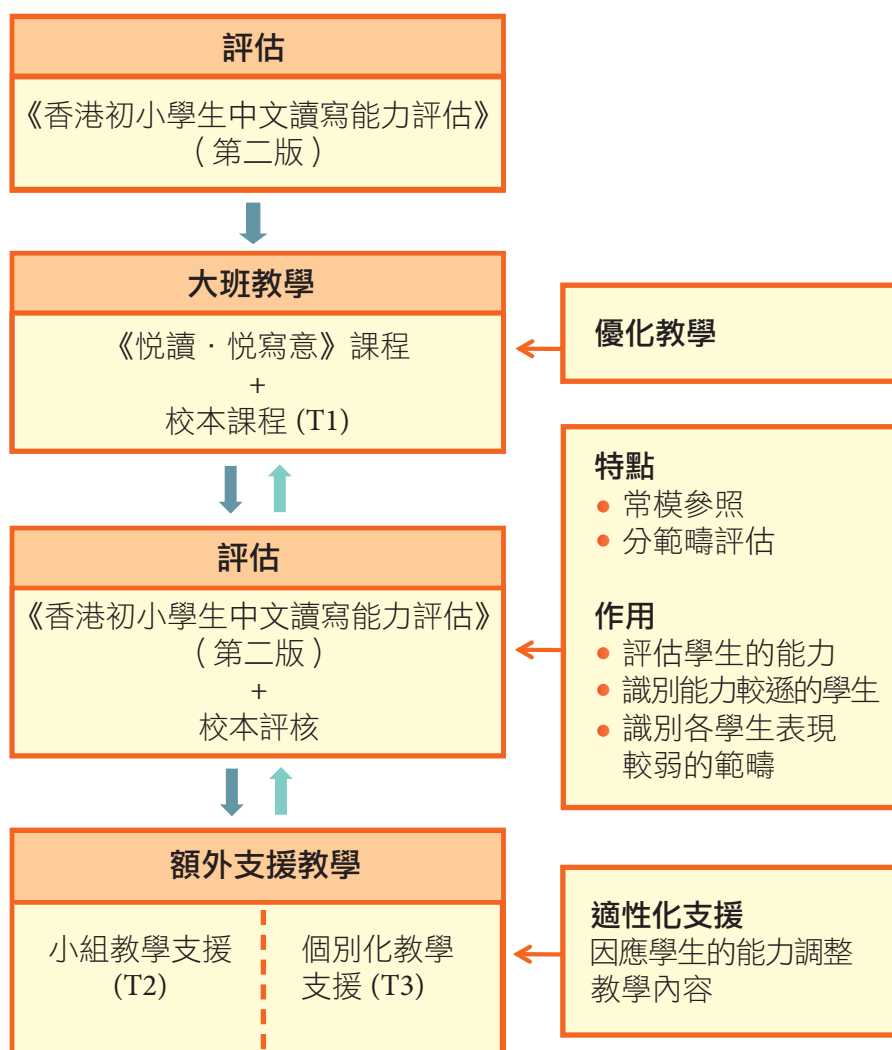 評估
《香港初小學生中文讀寫能力評估》
（第二版）
大班教學
《悦讀．悦寫意》課程
+
校本課程 (T1)
優化教學
評估
《香港初小學生中文讀寫能力評估》
（第二版）
+
校本評核
特點
• 常模參照
• 分範疇評估
作用
• 評估學生的能力
• 識別能力較遜的學生
• 識別各學生表現
較弱的範疇
額外支援教學
小組教學支援
(T2)
個別化教學
支援 (T3)
適性化支援
因應學生的能力調整
教學內容